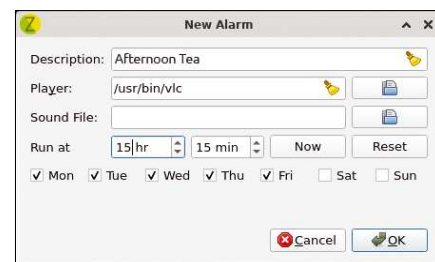 New Alarm
Description: Afternoon Tea
Player: /usr/bin/vlc
Sound File:
Run at 15 hr 15 min Now Reset
Mon Tue Wed Thu Fri Sat Sun
Cancel OK